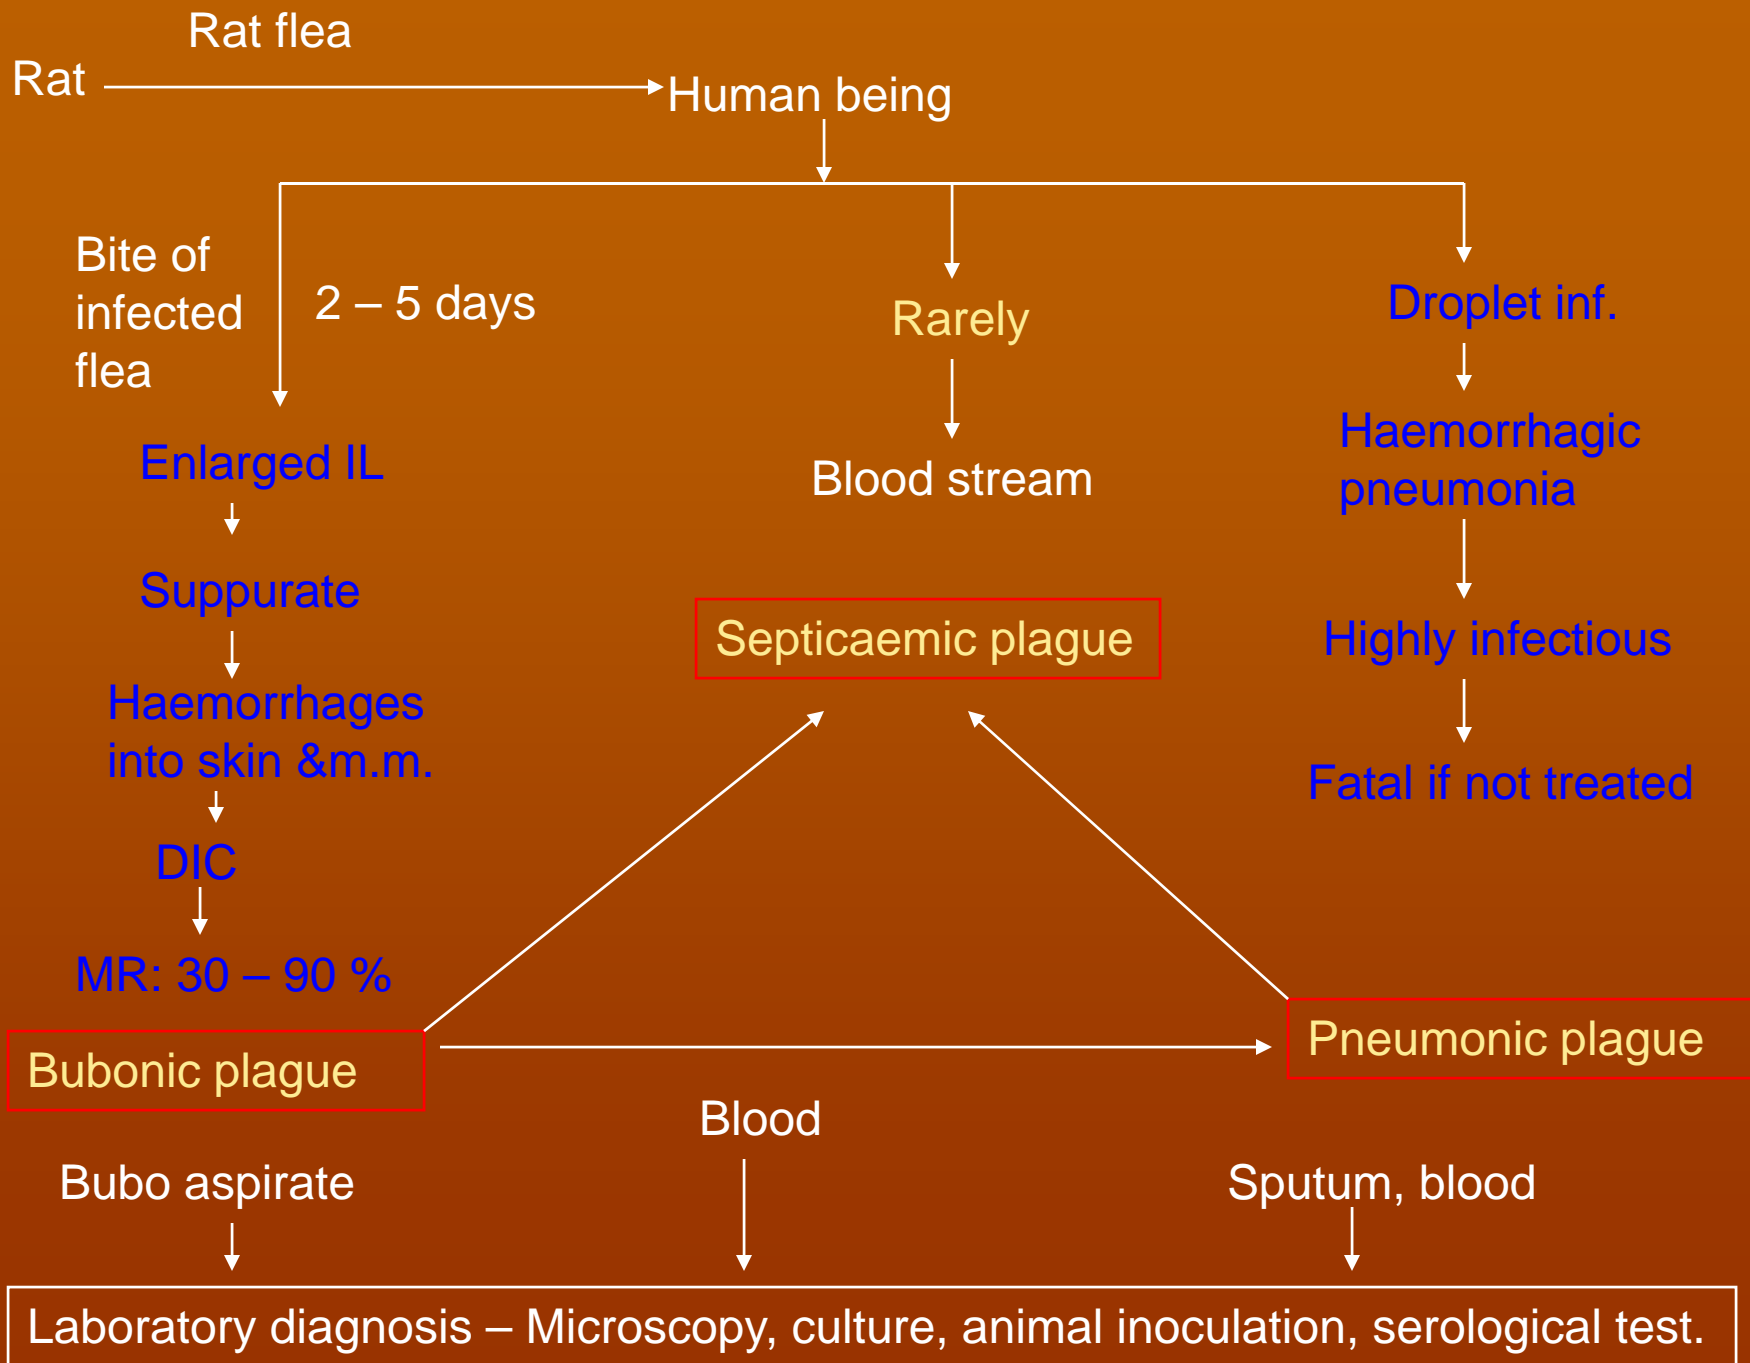 Rat flea
Rat
Human being
Bite of
infected
flea
2 – 5 days
Enlarged IL
Suppurate
Haemorrhages
into skin &m.m.
DIC
MR: 30 – 90 %
Bubonic plague
Rarely
Blood stream
Septicaemic plague
Droplet inf.
Haemorrhagic
pneumonia
Highly infectious
Fatal if not treated
Pneumonic plague
Bubo aspirate
Blood
Sputum, blood
Laboratory diagnosis – Microscopy, culture, animal inoculation, serological test.